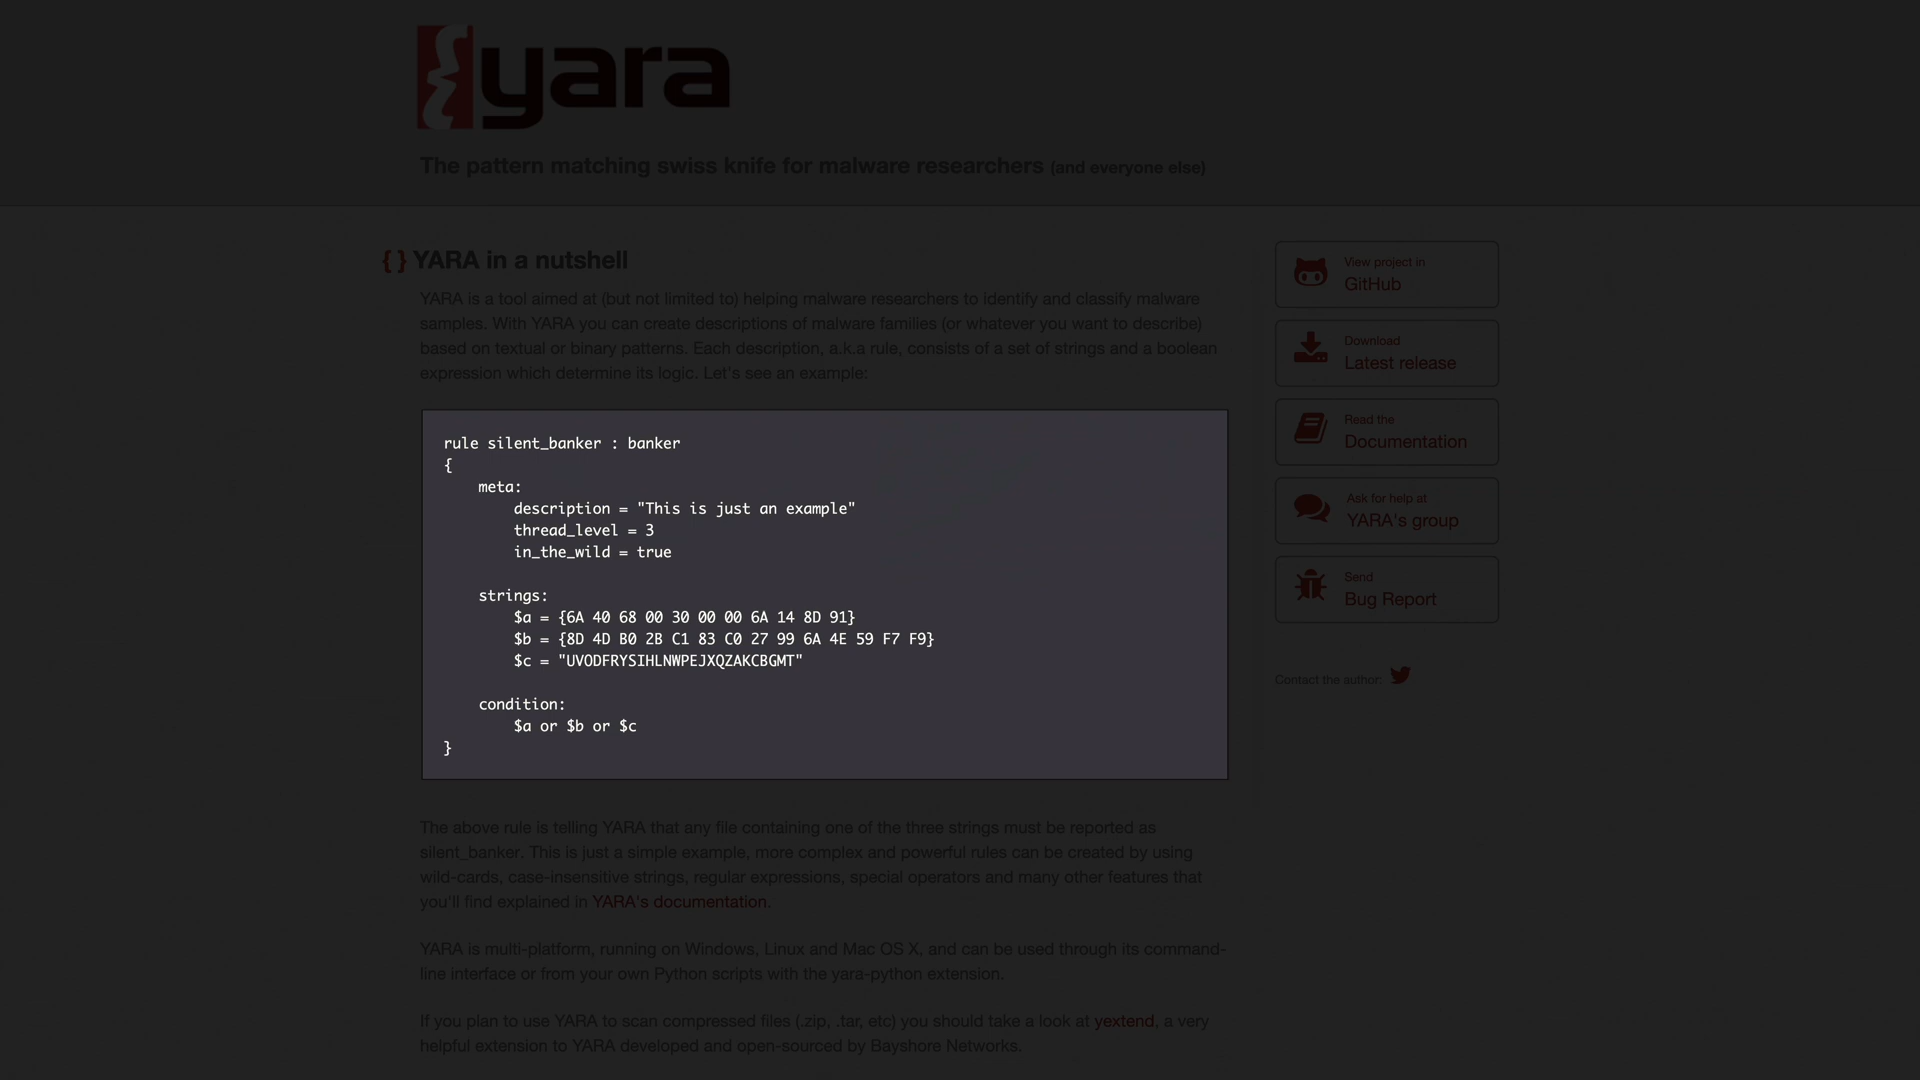 yara
The pattern matching swiss knife for malware researchers (and everyone else)
{ } YARA in a nutshell
YARA is a tool aimed at (but not limited to) helping malware researchers to identify and classify malware
samples. With YARA you can create descriptions of malware families (or whatever you want to describe)
based on textual or binary patterns. Each description, a.k.a rule, consists of a set of strings and a boolean
expression which determine its logic. Let's see an example:
rule silent_banker : banker
{
    meta:
        description = "This is just an example"
        thread_level = 3
        in_the_wild = true
    strings:
        $a = {6A 40 68 00 30 00 00 6A 14 8D 91}
        $b = {8D 4D B0 2B C1 83 C0 27 99 6A 4E 59 F7 F9}
        $c = "UVODFRYSIHLNWPEJXQZAKCBGMT"
    condition:
        $a or $b or $c
}
The above rule is telling YARA that any file containing one of the three strings must be reported as
silent_banker. This is just a simple example, more complex and powerful rules can be created by using
wild-cards, case-insensitive strings, regular expressions, special operators and many other features that
you'll find explained in YARA's documentation.
YARA is multi-platform, running on Windows, Linux and Mac OS X, and can be used through its command-
line interface or from your own Python scripts with the yara-python extension.
If you plan to use YARA to scan compressed files (.zip, .tar, etc) you should take a look at yextend, a very
helpful extension to YARA developed and open-sourced by Bayshore Networks.
View project in
GitHub
Download
Latest release
Read the
Documentation
Ask for help at
YARA's group
Send
Bug Report
Contact the author: